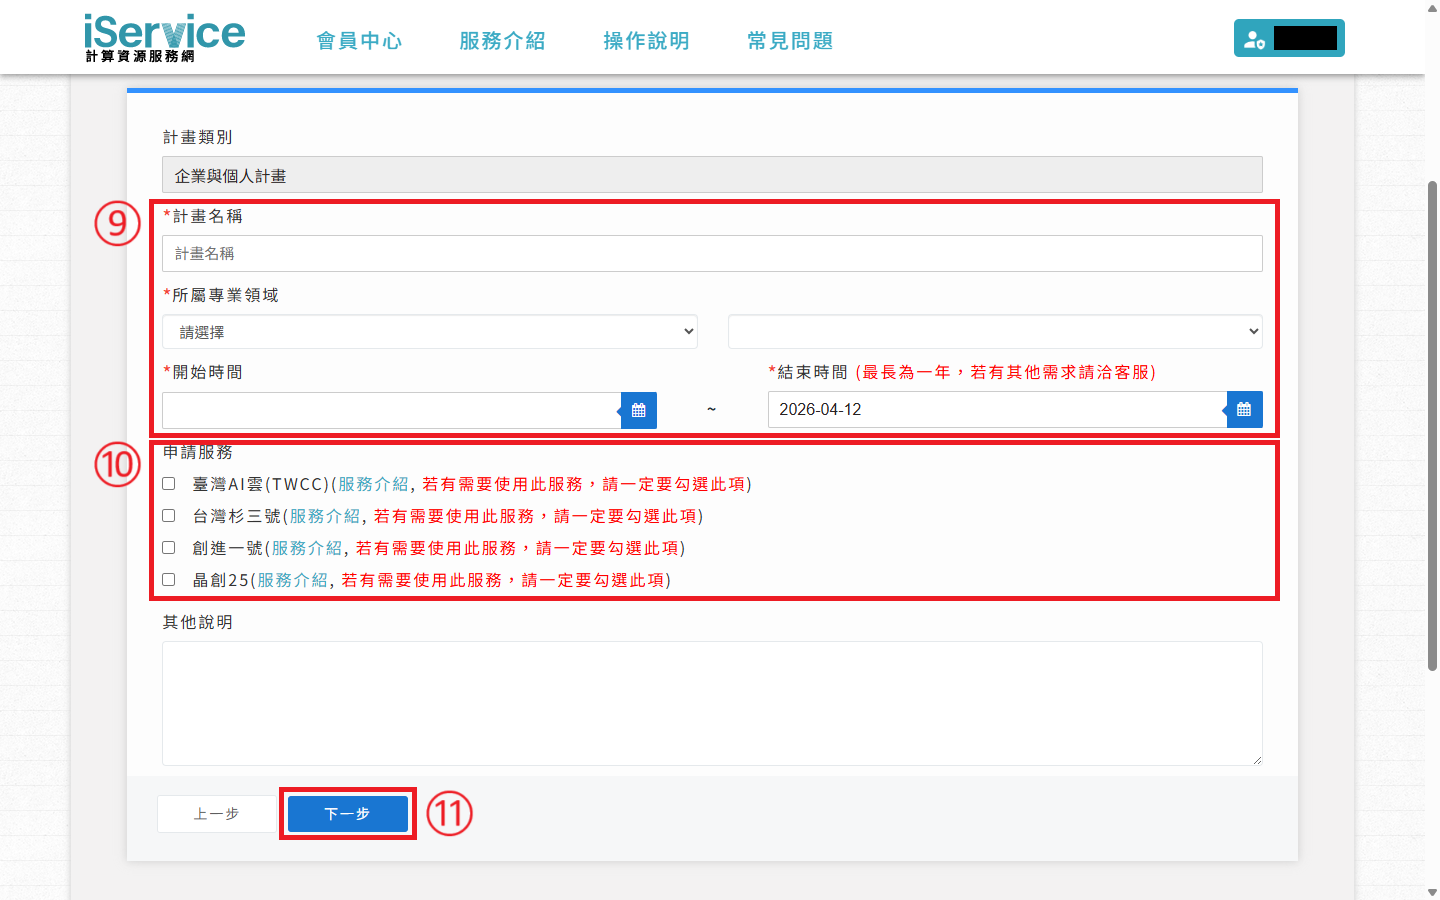 iService
計算資源服務網
會員中心
服務介紹
操作說明
常見問題
計畫類別
企業與個人計畫
⑨
*計畫名稱
計畫名稱
*所屬專業領域
請選擇
*開始時間
*結束時間 (最長為一年，若有其他需求請洽客服)
~
2026-04-12
⑩
申請服務
臺灣AI雲(TWCC)(服務介紹, 若有需要使用此服務，請一定要勾選此項)
台灣杉三號(服務介紹, 若有需要使用此服務，請一定要勾選此項)
創進一號(服務介紹, 若有需要使用此服務，請一定要勾選此項)
晶創25(服務介紹, 若有需要使用此服務，請一定要勾選此項)
其他說明
上一步
下一步
⑪